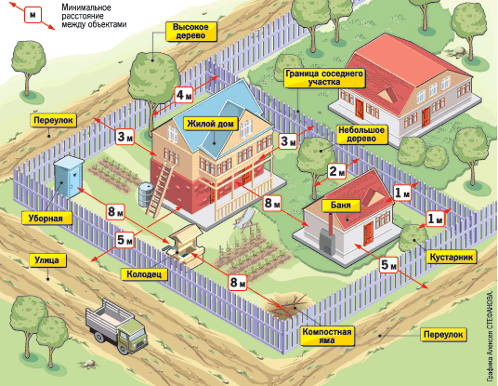 м
Минимальное
расстояние
между объектами
Высокое
дерево
4 м
Граница соседнего
участка
Переулок
3 м
Жилой дом
3 м
Небольшое
дерево
2 м
Уборная
8 м
8 м
Баня
1 м
1 м
5 м
Улица
Колодец
8 м
5 м
Кустарник
Компостная
яма
Переулок
Графика Алексея СТЕФАНОВА.